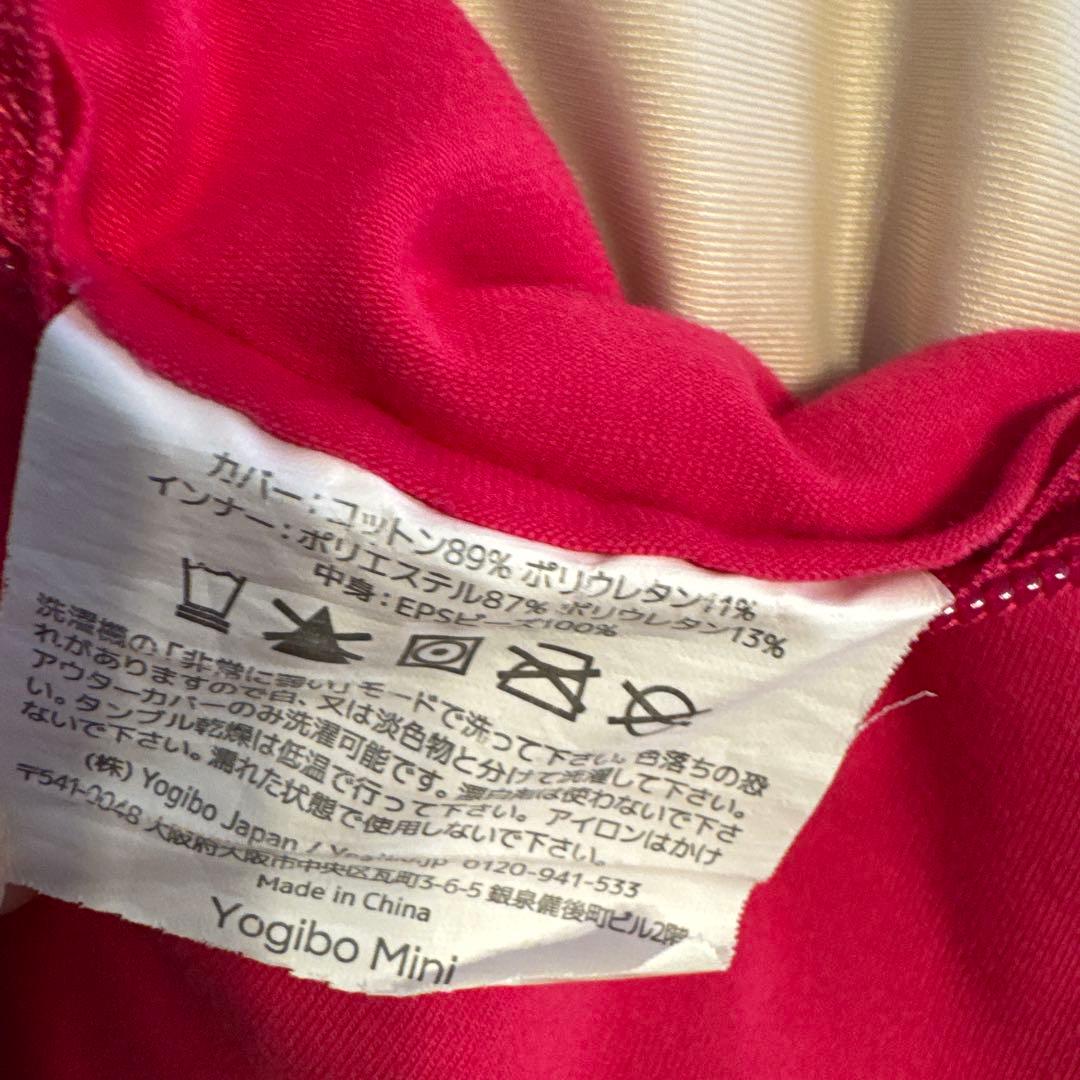 カバー：コットン89% ポリウレタン11%
インナー：ポリエステル87% ポリウレタン13%
中身：EPSビーズ100%
洗濯機の「非常に弱い」モードで洗って下さい。色落ちの恐
れがありますので白、又は淡色物と分けて洗濯して下さい。
アウターカバーのみ洗濯可能です。漂白剤は使わないで下さ
い。タンブル乾燥は低温で行って下さい。アイロンはかけ
ないで下さい。濡れた状態で使用しないで下さい。
(株) Yogibo Japan / 0120-941-533
〒541-0048 大阪府大阪市中央区瓦町3-6-5 銀泉備後町ビル2階
Made in China
Yogibo Mini